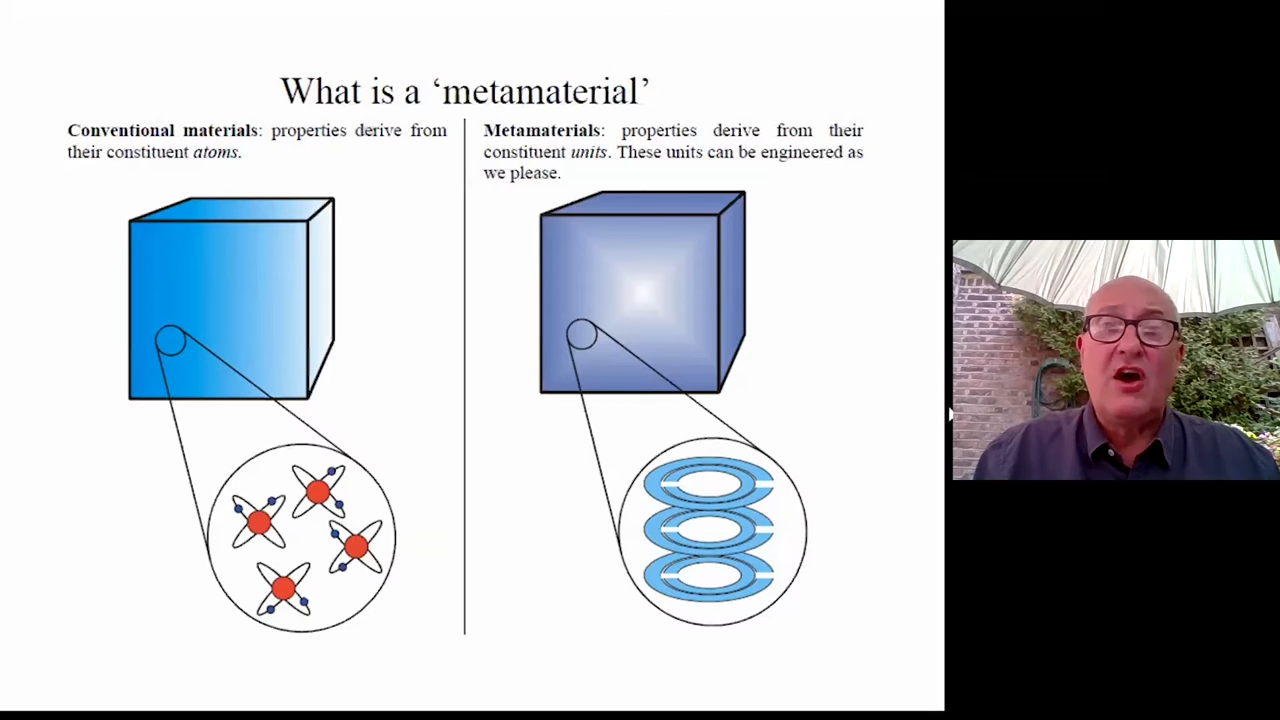 What is a ‘metamaterial’
Conventional materials: properties derive from
their constituent atoms.
Metamaterials: properties derive from their
constituent units. These units can be engineered as
we please.